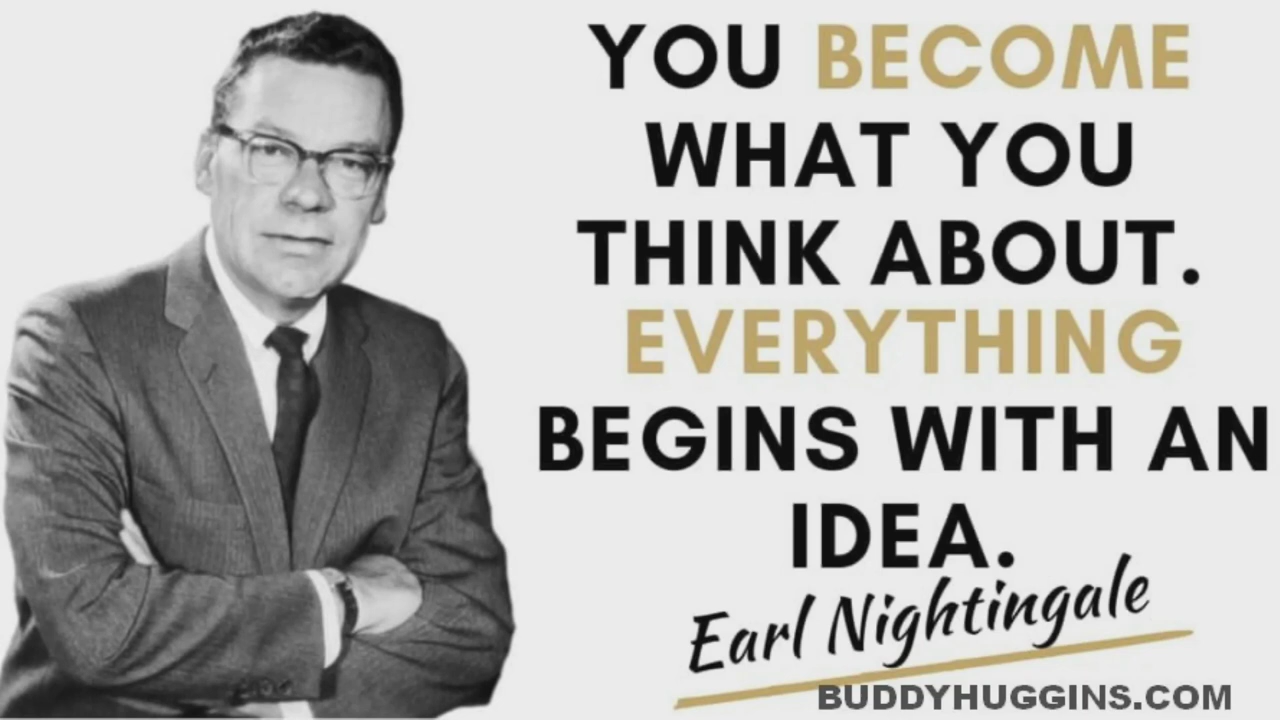 YOU BECOME
WHAT YOU
THINK ABOUT.
EVERYTHING
BEGINS WITH AN
IDEA.
Earl Nightingale
BUDDYHUGGINS.COM